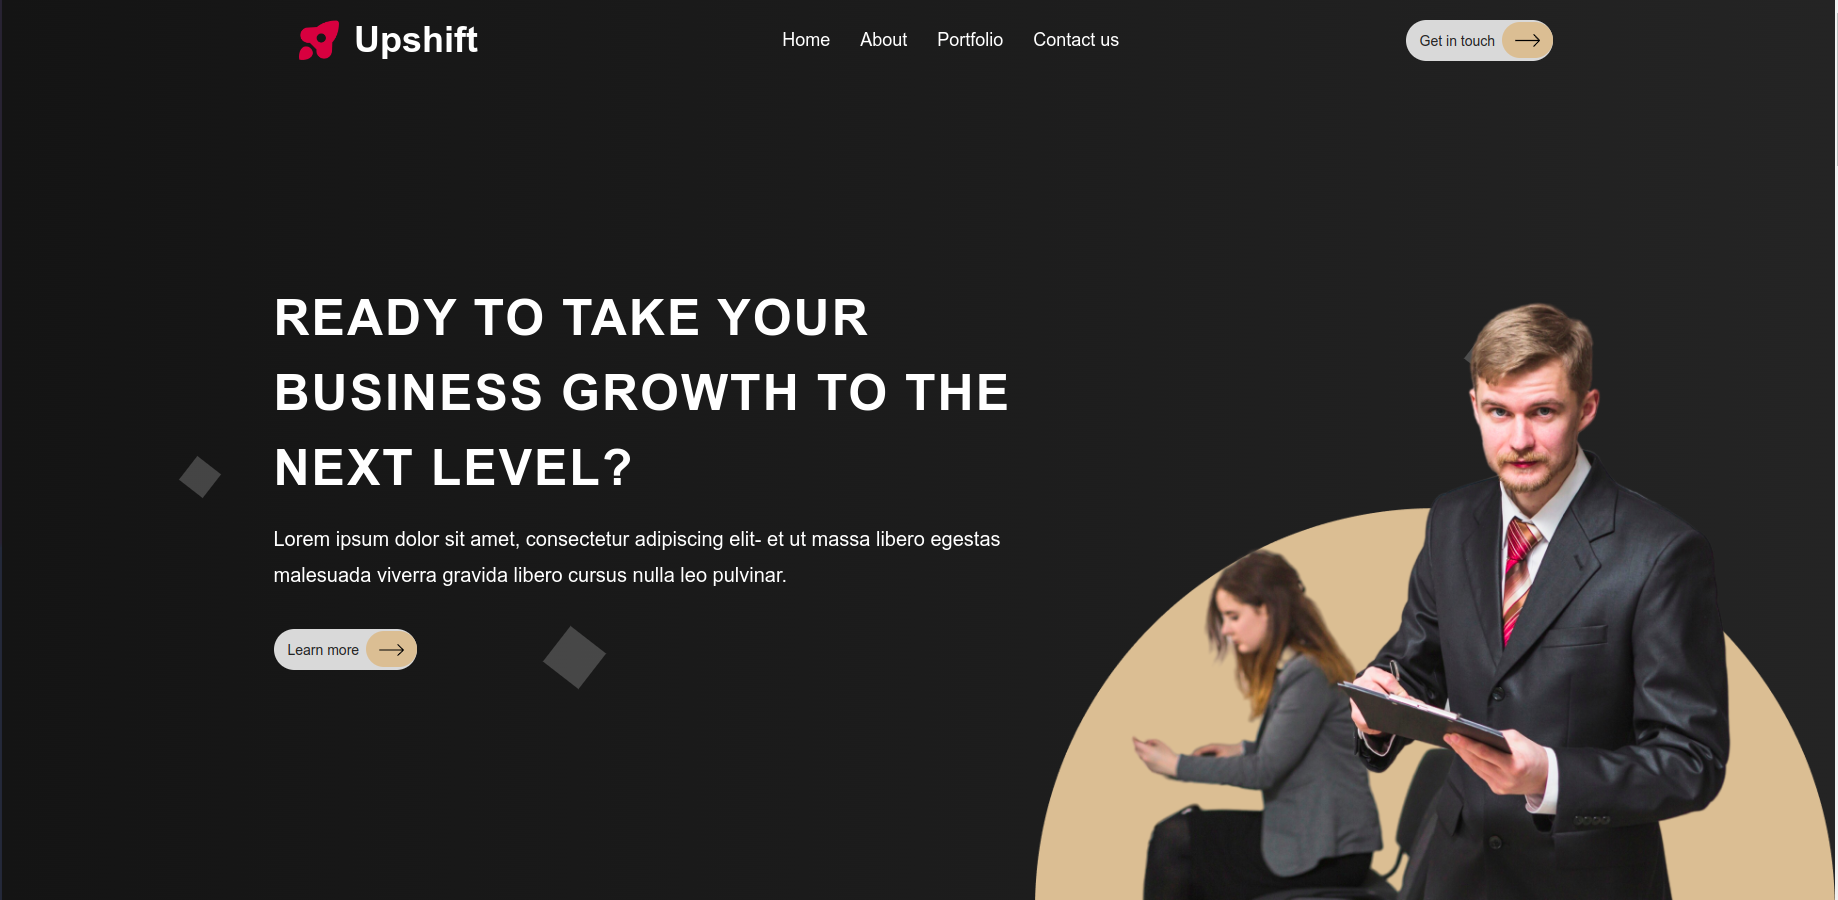 Upshift
Home
About
Portfolio
Contact us
Get in touch
READY TO TAKE YOUR
BUSINESS GROWTH TO THE
NEXT LEVEL?
Lorem ipsum dolor sit amet, consectetur adipiscing elit- et ut massa libero egestas
malesuada viverra gravida libero cursus nulla leo pulvinar.
Learn more